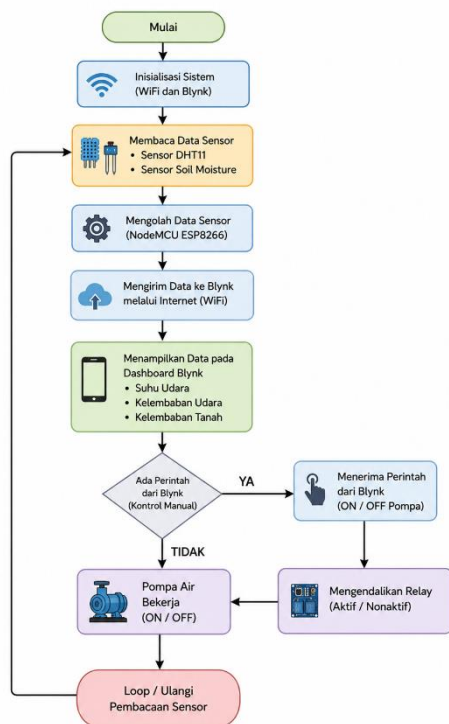 Mulai
Inisialisasi Sistem
(WiFi dan Blynk)
Membaca Data Sensor
• Sensor DHT11
• Sensor Soil Moisture
Mengolah Data Sensor
(NodeMCU ESP8266)
Mengirim Data ke Blynk
melalui Internet (WiFi)
Menampilkan Data pada
Dashboard Blynk
• Suhu Udara
• Kelembaban Udara
• Kelembaban Tanah
Ada Perintah
dari Blynk
(Kontrol Manual)
YA
Menerima Perintah
dari Blynk
(ON / OFF Pompa)
TIDAK
Pompa Air
Bekerja
(ON / OFF)
Mengendalikan Relay
(Aktif / Nonaktif)
Loop / Ulangi
Pembacaan Sensor